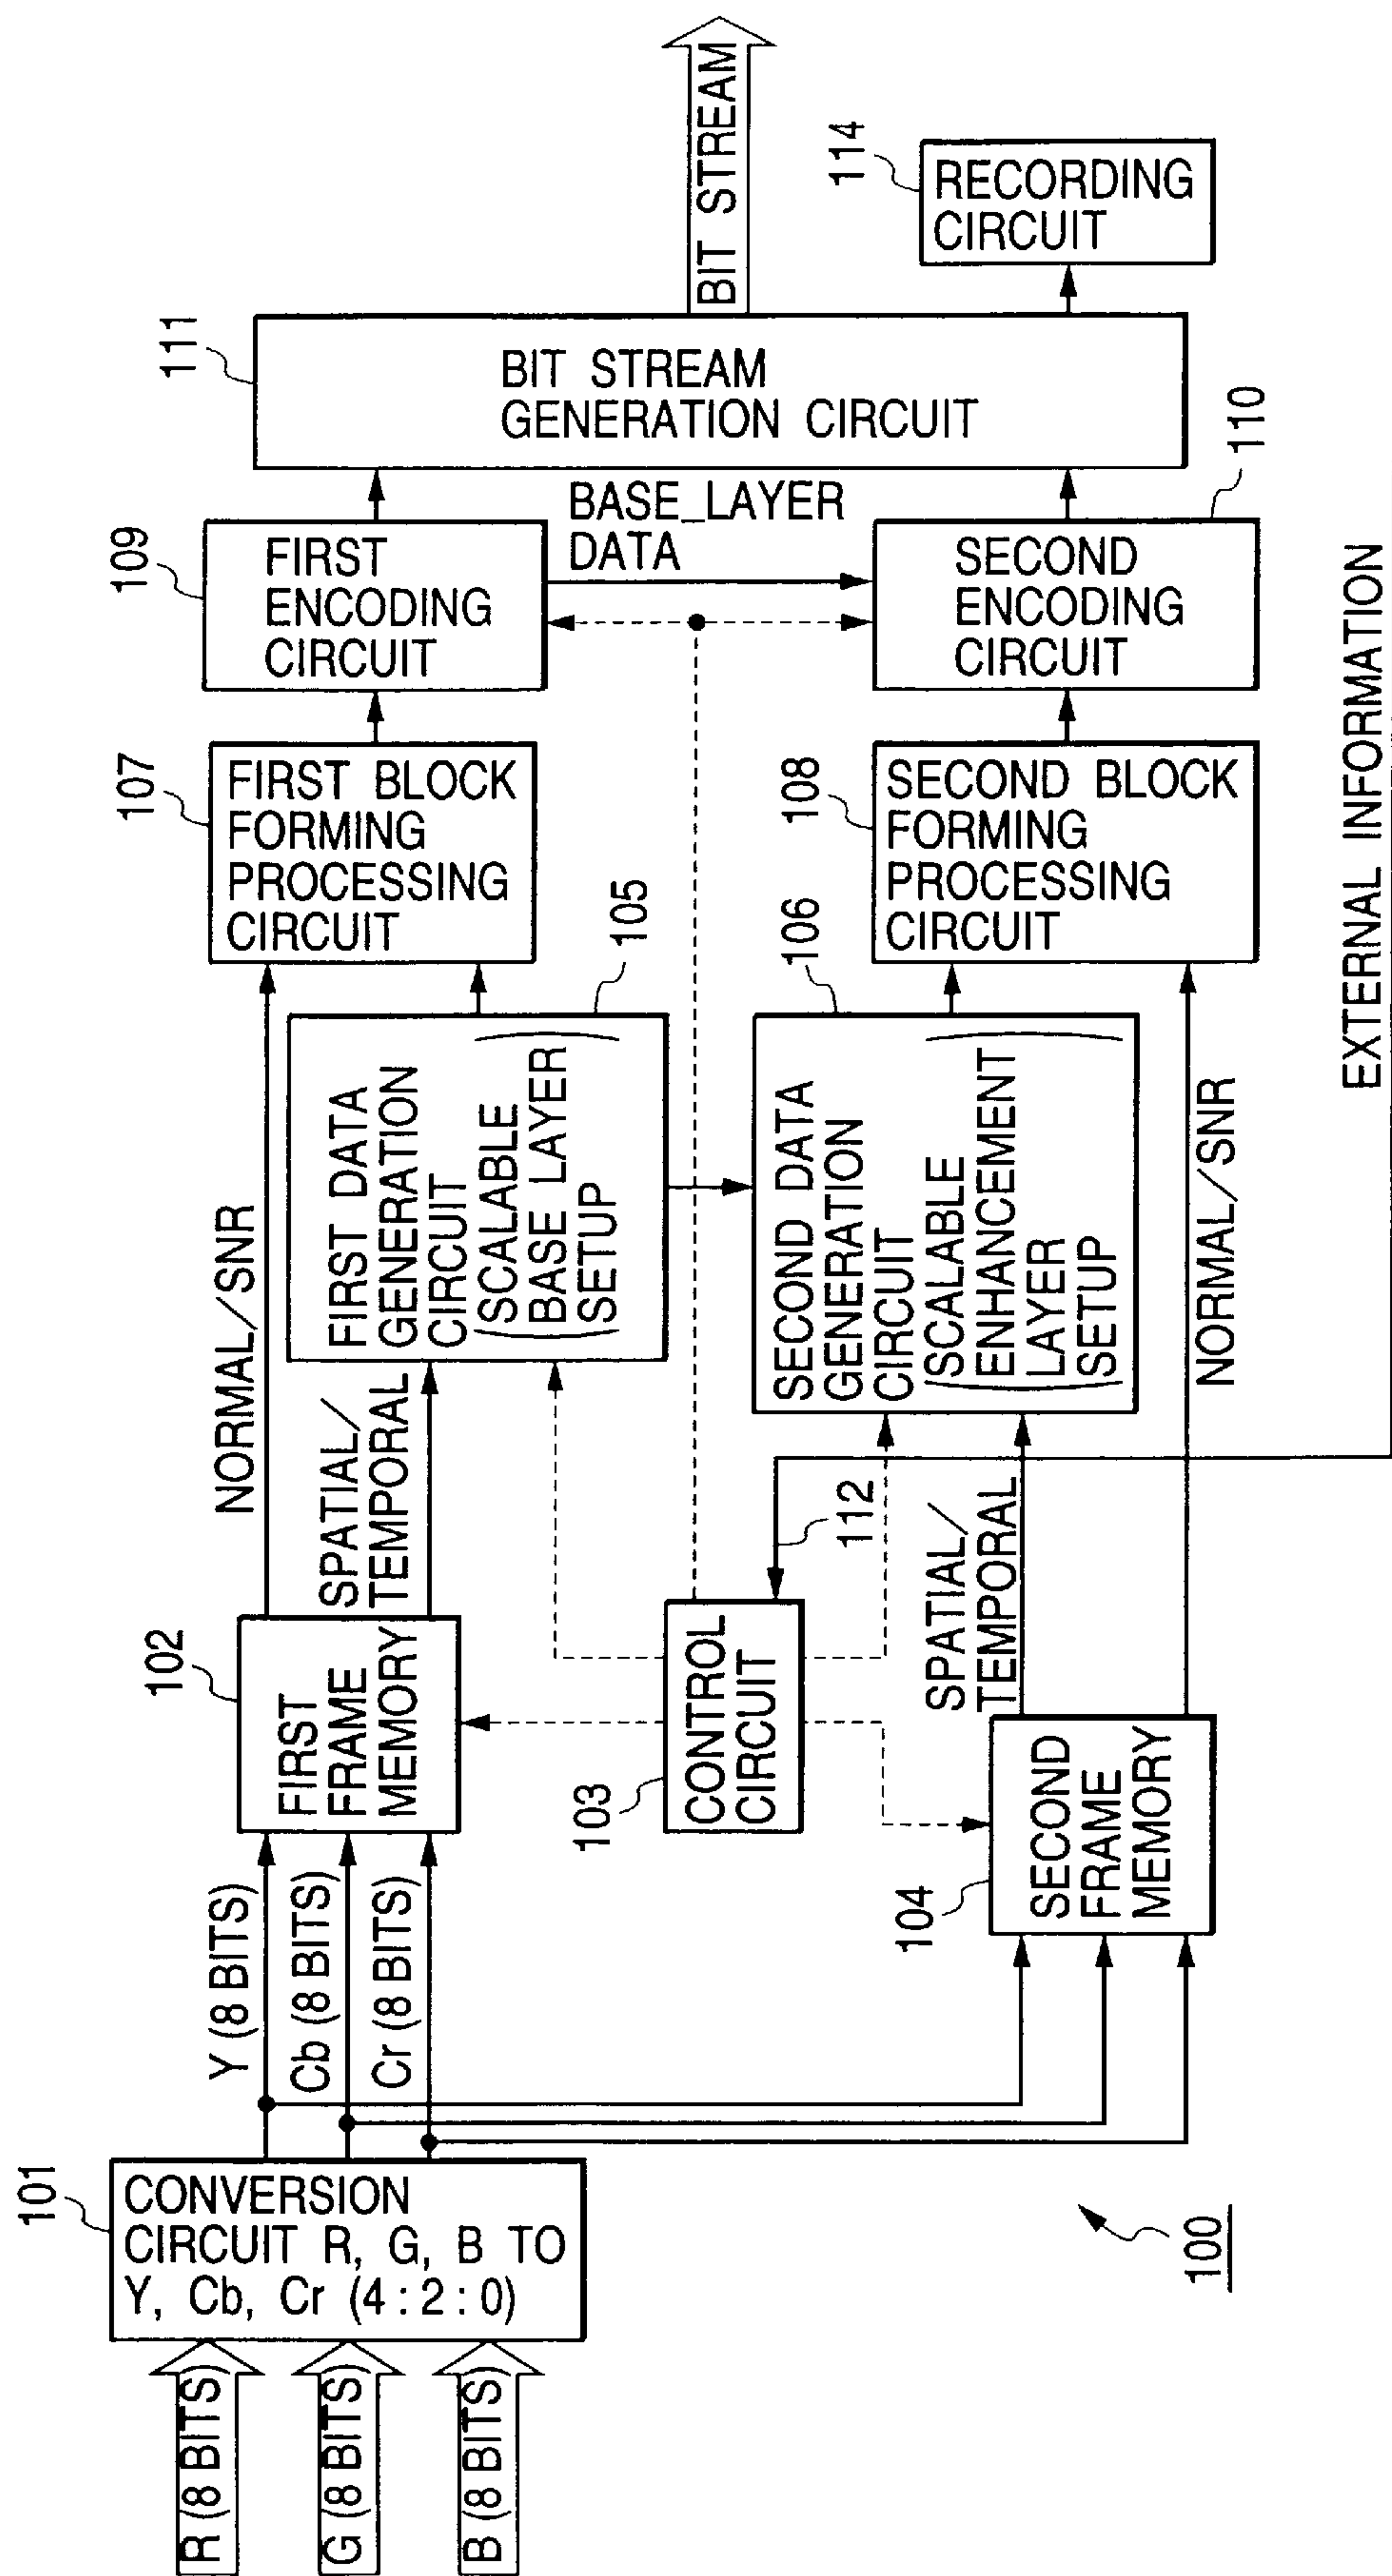 R (8 BITS)
G (8 BITS)
B (8 BITS)
101
CONVERSION
CIRCUIT R, G, B TO
Y, Cb, Cr (4 : 2 : 0)
Y (8 BITS)
Cb (8 BITS)
Cr (8 BITS)
102
FIRST
FRAME
MEMORY
103
CONTROL
CIRCUIT
104
SECOND
FRAME
MEMORY
NORMAL/SNR
SPATIAL/
TEMPORAL
112
SPATIAL/
TEMPORAL
NORMAL/SNR
105
FIRST DATA
GENERATION
CIRCUIT
(SCALABLE
BASE LAYER
SETUP)
106
SECOND DATA
GENERATION
CIRCUIT
(SCALABLE
ENHANCEMENT
LAYER
SETUP)
107
FIRST BLOCK
FORMING
PROCESSING
CIRCUIT
108
SECOND BLOCK
FORMING
PROCESSING
CIRCUIT
109
FIRST
ENCODING
CIRCUIT
BASE_LAYER
DATA
110
SECOND
ENCODING
CIRCUIT
111
BIT STREAM
GENERATION CIRCUIT
BIT STREAM
114
RECORDING
CIRCUIT
EXTERNAL INFORMATION
100